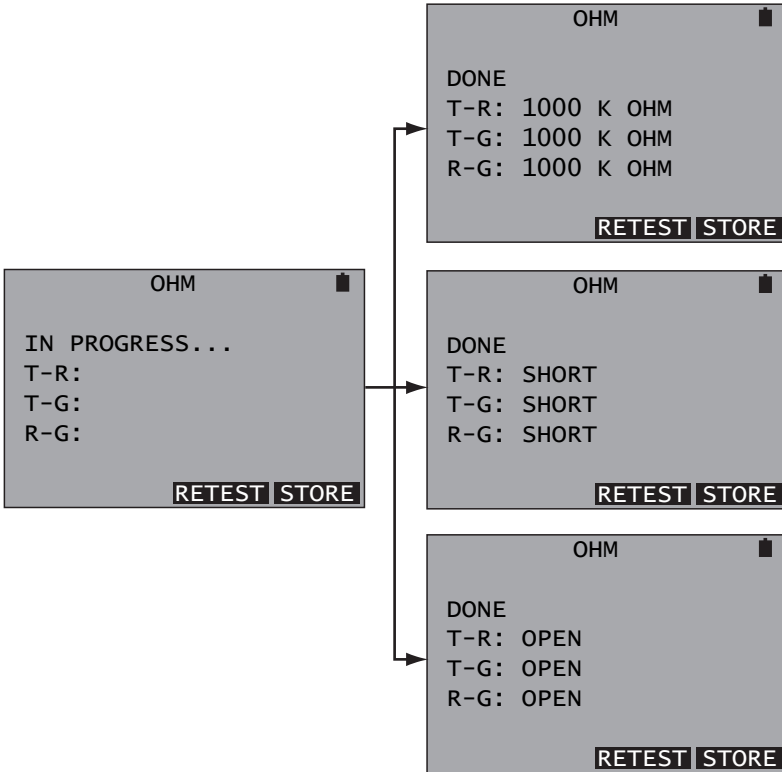 OHM
IN PROGRESS...
T-R:
T-G:
R-G:
RETEST STORE
OHM
DONE
T-R: 1000 K OHM
T-G: 1000 K OHM
R-G: 1000 K OHM
RETEST STORE
OHM
DONE
T-R: SHORT
T-G: SHORT
R-G: SHORT
RETEST STORE
OHM
DONE
T-R: OPEN
T-G: OPEN
R-G: OPEN
RETEST STORE